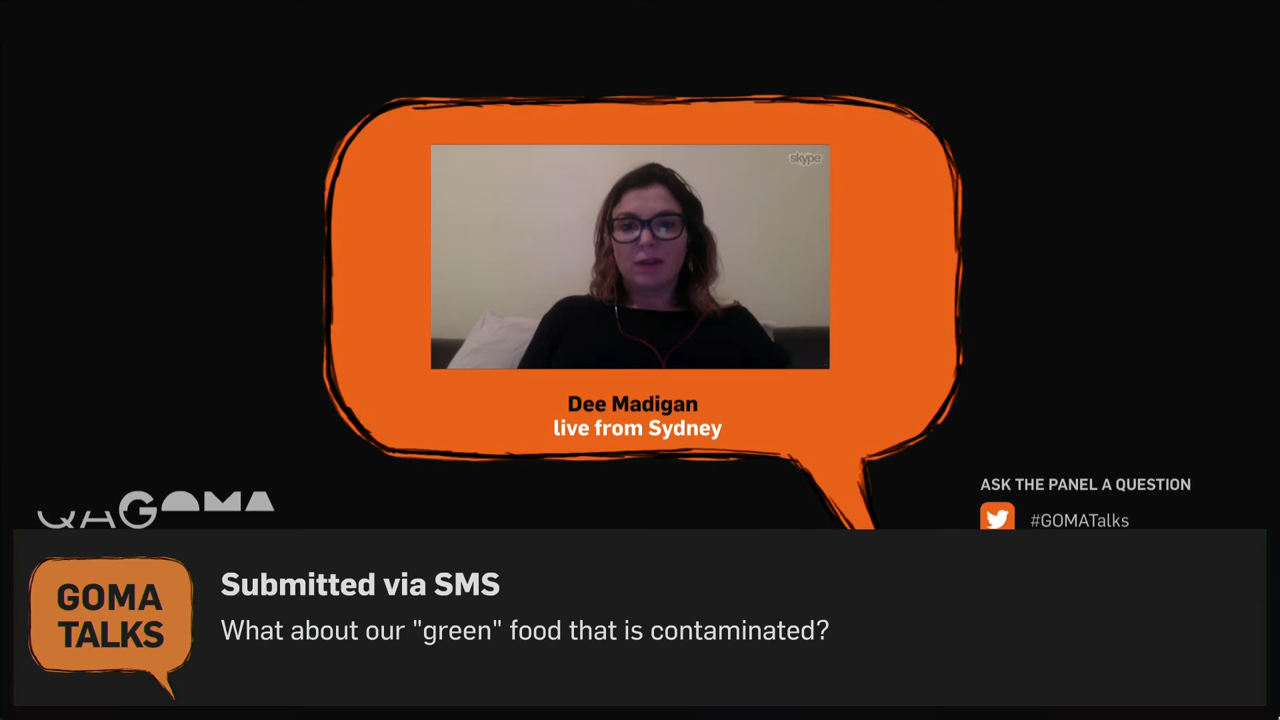 skype
Dee Madigan
live from Sydney
ASK THE PANEL A QUESTION
QAGOMA
#GOMATalks
GOMA
TALKS
Submitted via SMS
What about our "green" food that is contaminated?